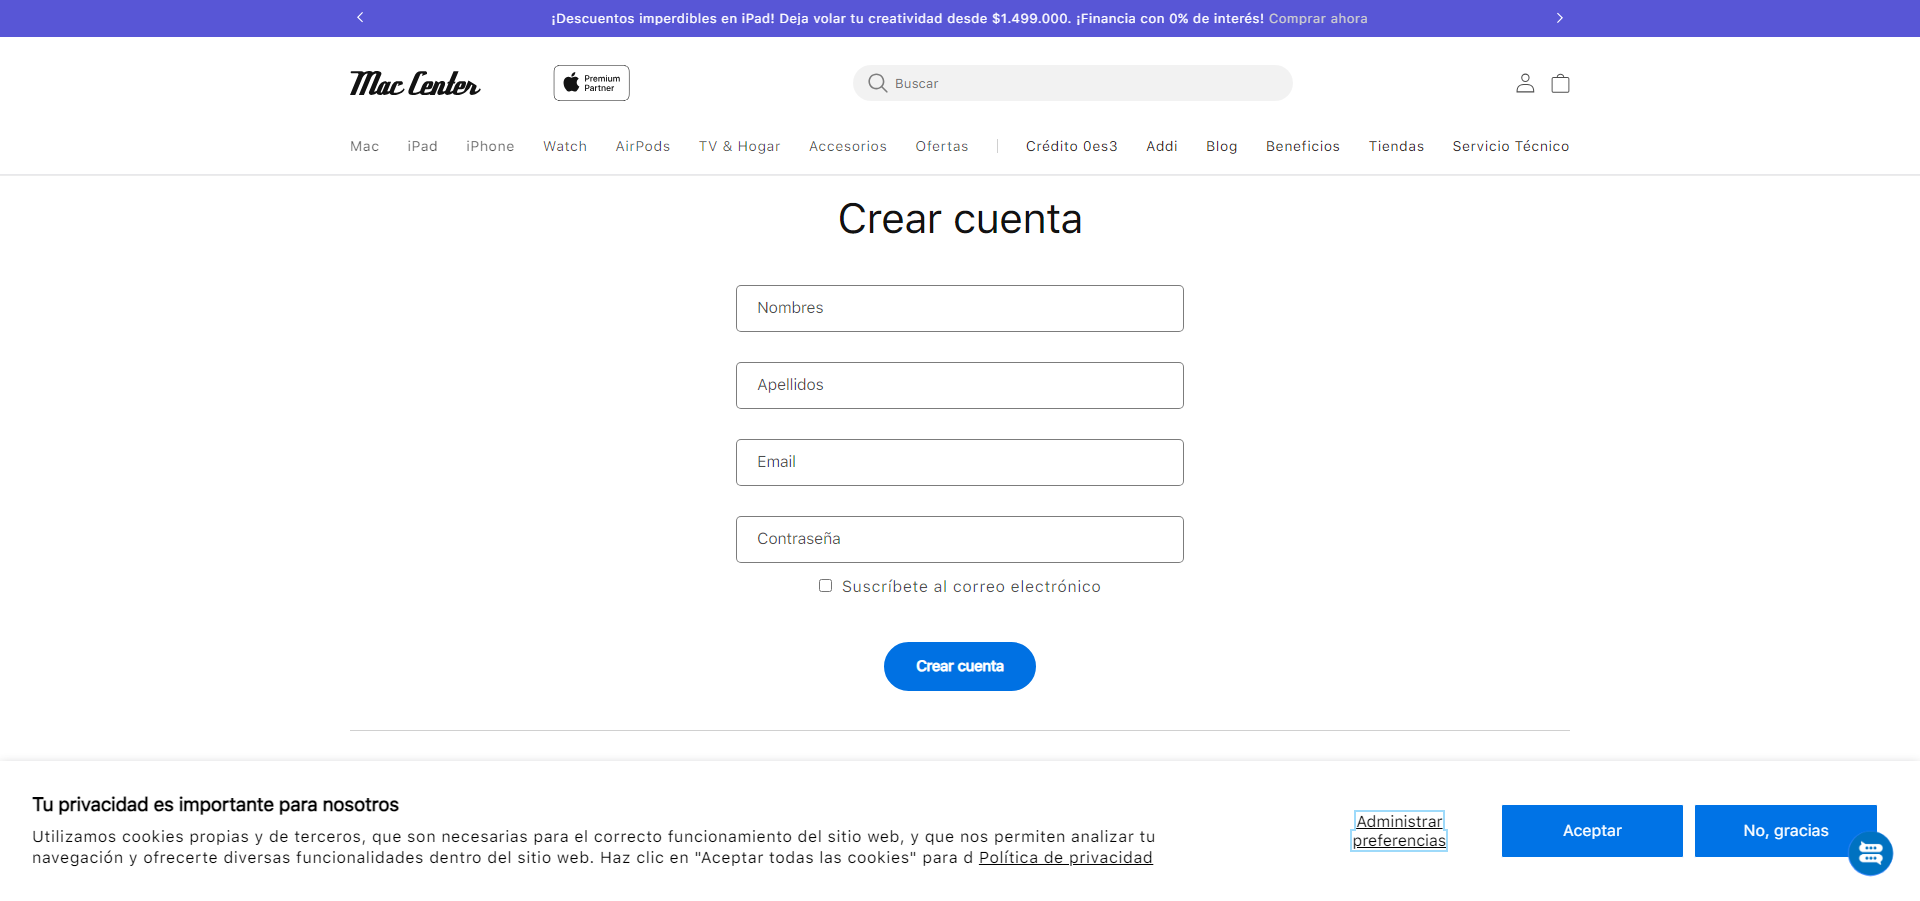 ¡Descuentos imperdibles en iPad! Deja volar tu creatividad desde $1.499.000. ¡Financia con 0% de interés! Comprar ahora
Mac Center
Premium
Partner
Buscar
Mac iPad iPhone Watch AirPods TV & Hogar Accesorios Ofertas Crédito 0es3 Addi Blog Beneficios Tiendas Servicio Técnico
Crear cuenta
Nombres
Apellidos
Email
Contraseña
Suscríbete al correo electrónico
Crear cuenta
Tu privacidad es importante para nosotros
Utilizamos cookies propias y de terceros, que son necesarias para el correcto funcionamiento del sitio web, y que nos permiten analizar tu
navegación y ofrecerte diversas funcionalidades dentro del sitio web. Haz clic en "Aceptar todas las cookies" para d Política de privacidad
Administrar
preferencias
Aceptar
No, gracias